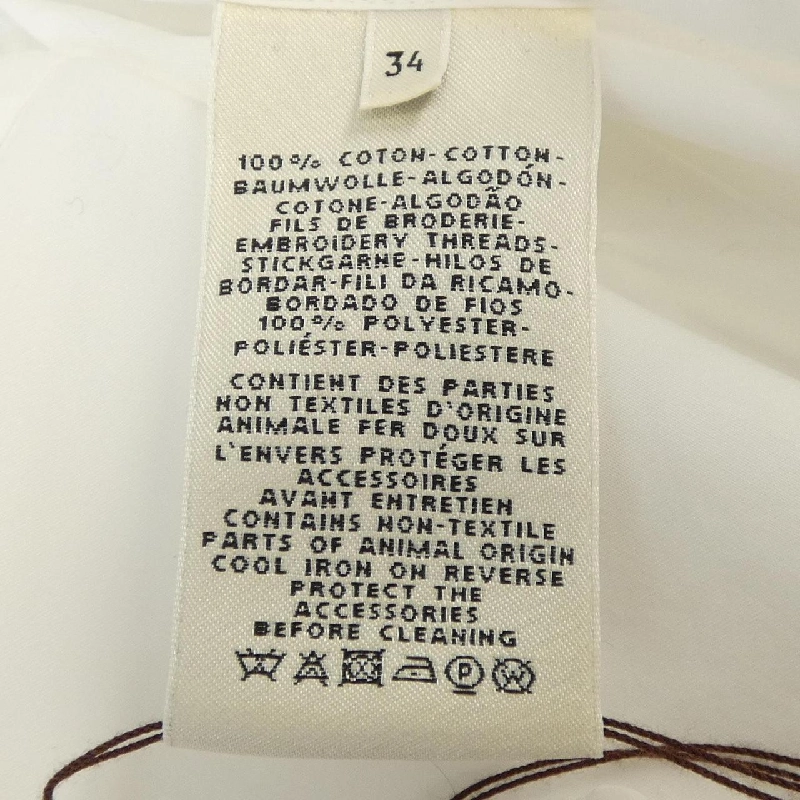 34
100% COTON-COTTON-
BAUMWOLLE-ALGODÓN-
COTONE-ALGODÃO
FILS DE BRODERIE-
EMBROIDERY THREADS-
STICKGARNE-HILOS DE
BORDAR-FILI DA RICAMO-
BORDADO DE FIOS
100% POLYESTER-
POLIÉSTER-POLIESTERE
CONTIENT DES PARTIES
NON TEXTILES D'ORIGINE
ANIMALE FER DOUX SUR
L'ENVERS PROTÉGER LES
ACCESSOIRES
AVANT ENTRETIEN
CONTAINS NON-TEXTILE
PARTS OF ANIMAL ORIGIN
COOL IRON ON REVERSE
PROTECT THE
ACCESSORIES
BEFORE CLEANING
P W